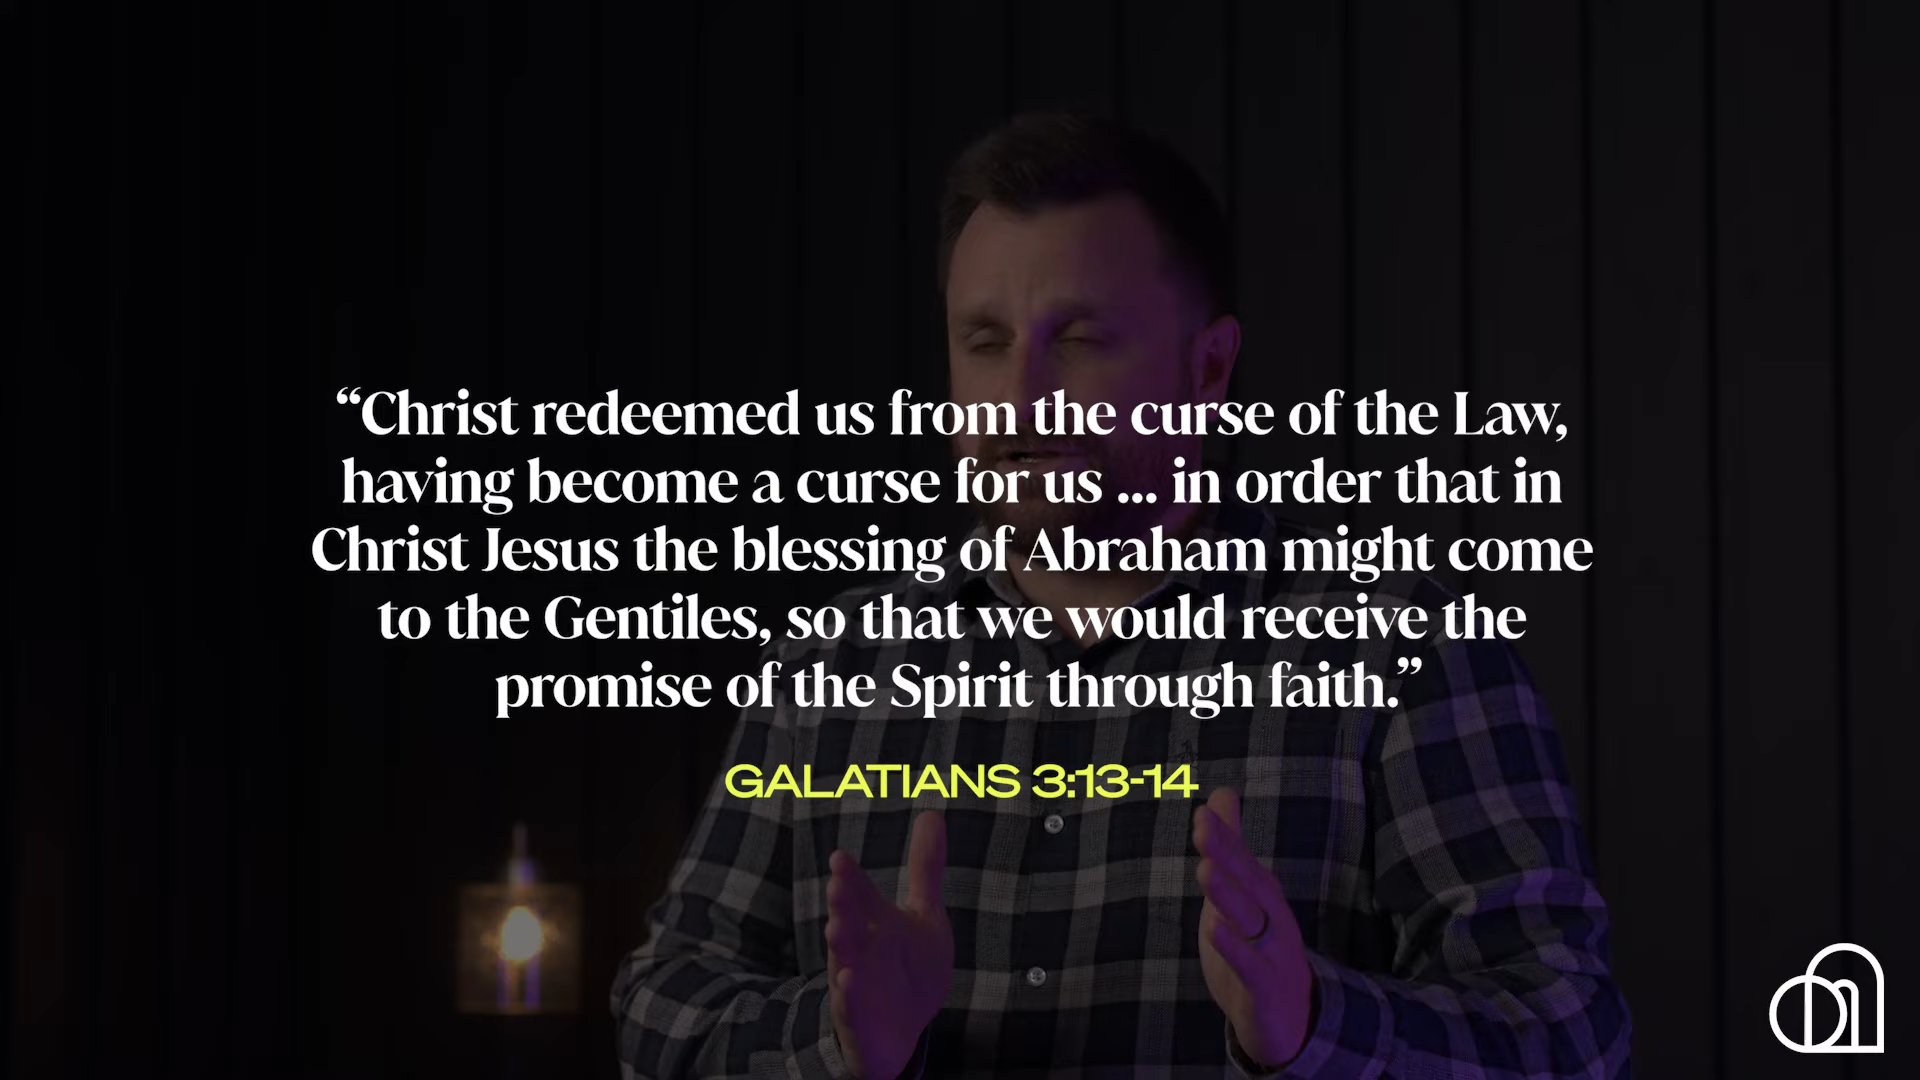 “Christ redeemed us from the curse of the Law,
having become a curse for us ... in order that in
Christ Jesus the blessing of Abraham might come
to the Gentiles, so that we would receive the
promise of the Spirit through faith.”
GALATIANS 3:13-14